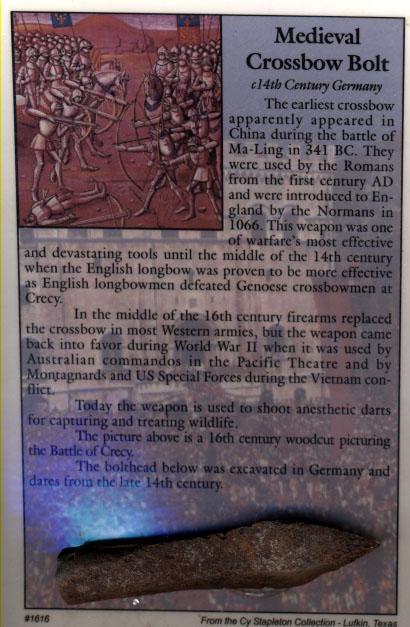 Medieval
Crossbow Bolt
c14th Century Germany
The earliest crossbow
apparently appeared in
China during the battle of
Ma-Ling in 341 BC. They
were used by the Romans
from the first century AD
and were introduced to En-
gland by the Normans in
1066. This weapon was one
of warfare's most effective
and devastating tools until the middle of the 14th century
when the English longbow was proven to be more effective
as English longbowmen defeated Genoese crossbowmen at
Crecy.
In the middle of the 16th century firearms replaced
the crossbow in most Western armies, but the weapon came
back into favor during World War II when it was used by
Australian commandos in the Pacific Theatre and by
Montagnards and US Special Forces during the Vietnam con-
flict.
Today the weapon is used to shoot anesthetic darts
for capturing and treating wildlife.
The picture above is a 16th century woodcut picturing
the Battle of Crecy.
The bolthead below was excavated in Germany and
dates from the late 14th century.
#1616
From the Cy Stapleton Collection - Lufkin, Texas